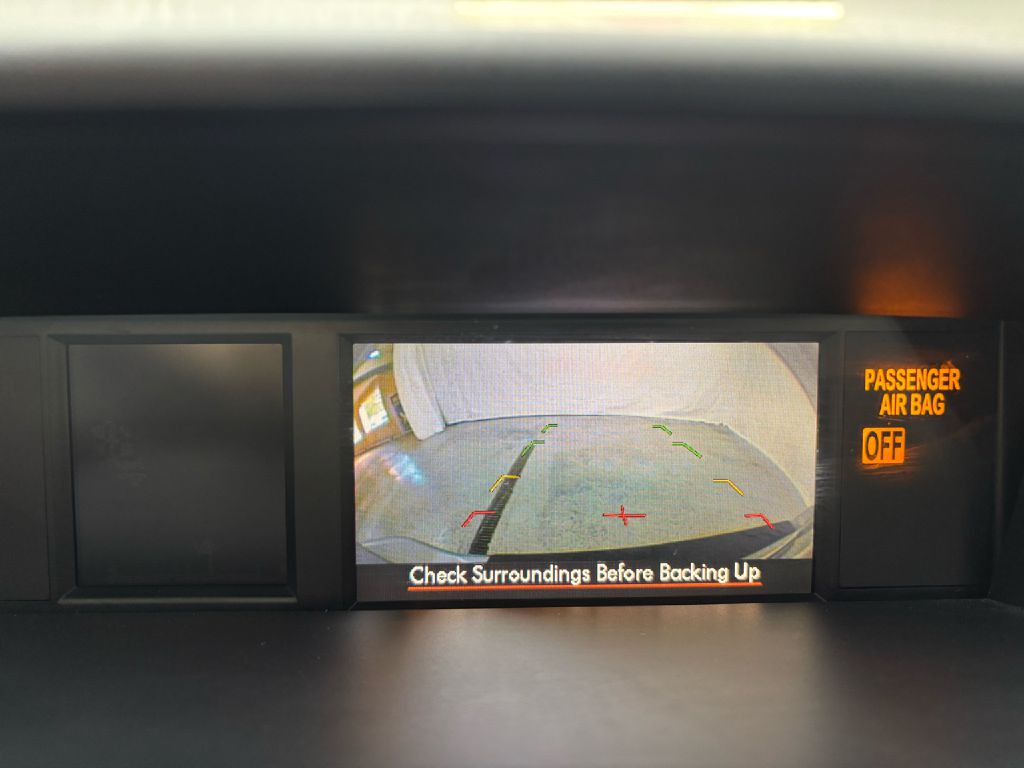 Check Surroundings Before Backing Up
PASSENGER
AIR BAG
OFF